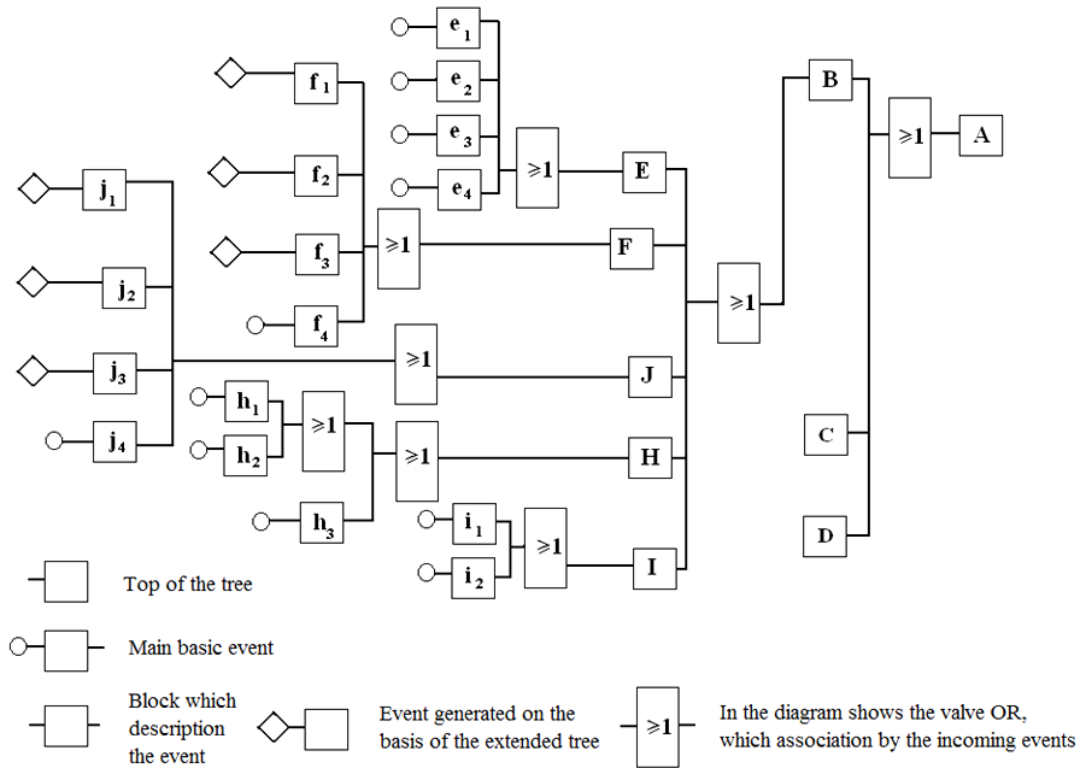 e1
f1
e2
B
≥1
A
e3
f2
≥1
E
e4
j1
f3
≥1
F
j2
f4
≥1
≥1
J
j3
h1
≥1
C
j4
h2
≥1
H
h3
i1
≥1
D
i2
I
Top of the tree
Main basic event
Block which
description
the event
Event generated on the
basis of the extended tree
≥1
In the diagram shows the valve OR,
which association by the incoming events